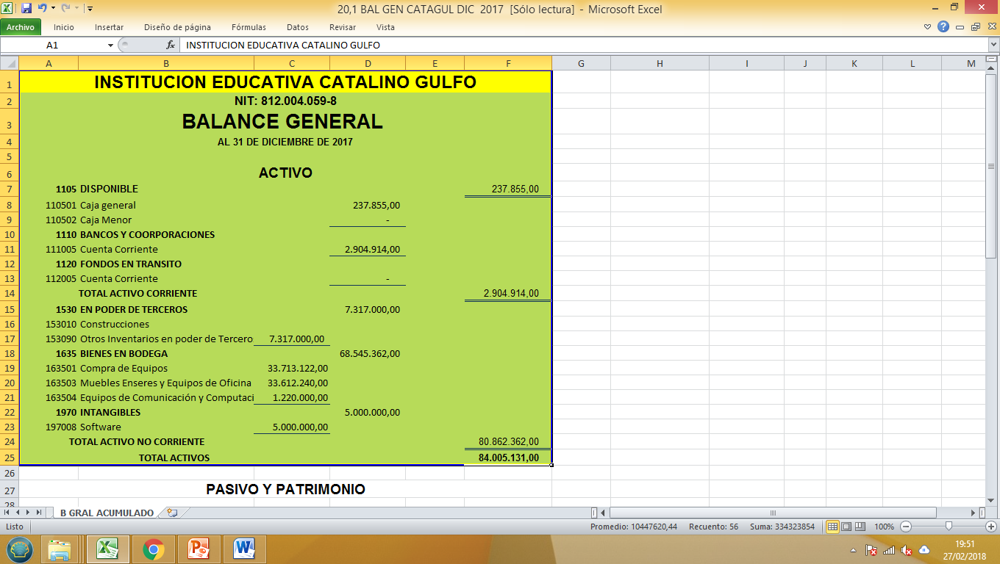 20,1 BAL GEN CATAGUL DIC 2017 [Sólo lectura] - Microsoft Excel
Archivo Inicio Insertar Diseño de página Fórmulas Datos Revisar Vista
A1 fx INSTITUCION EDUCATIVA CATALINO GULFO
A B C D E F G H I J K L M
1 INSTITUCION EDUCATIVA CATALINO GULFO
2 NIT: 812.004.059-8
3 BALANCE GENERAL
4 AL 31 DE DICIEMBRE DE 2017
5
6 ACTIVO
7 1105 DISPONIBLE 237.855,00
8 110501 Caja general 237.855,00
9 110502 Caja Menor -
10 1110 BANCOS Y COORPORACIONES
11 111005 Cuenta Corriente 2.904.914,00
12 1120 FONDOS EN TRANSITO
13 112005 Cuenta Corriente -
14 TOTAL ACTIVO CORRIENTE 2.904.914,00
15 1530 EN PODER DE TERCEROS 7.317.000,00
16 153010 Construcciones
17 153090 Otros Inventarios en poder de Tercero 7.317.000,00
18 1635 BIENES EN BODEGA 68.545.362,00
19 163501 Compra de Equipos 33.713.122,00
20 163503 Muebles Enseres y Equipos de Oficina 33.612.240,00
21 163504 Equipos de Comunicación y Computaci 1.220.000,00
22 1970 INTANGIBLES 5.000.000,00
23 197008 Software 5.000.000,00
24 TOTAL ACTIVO NO CORRIENTE 80.862.362,00
25 TOTAL ACTIVOS 84.005.131,00
26
27 PASIVO Y PATRIMONIO
28
B GRAL ACUMULADO
Listo Promedio: 10447620,44 Recuento: 56 Suma: 334323854 100%
19:51
27/02/2018